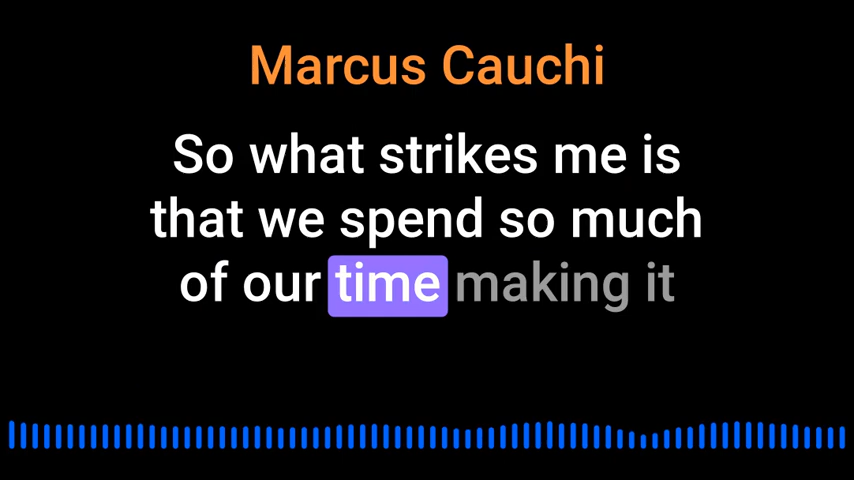 Marcus Cauchi
So what strikes me is
that we spend so much
of our time making it